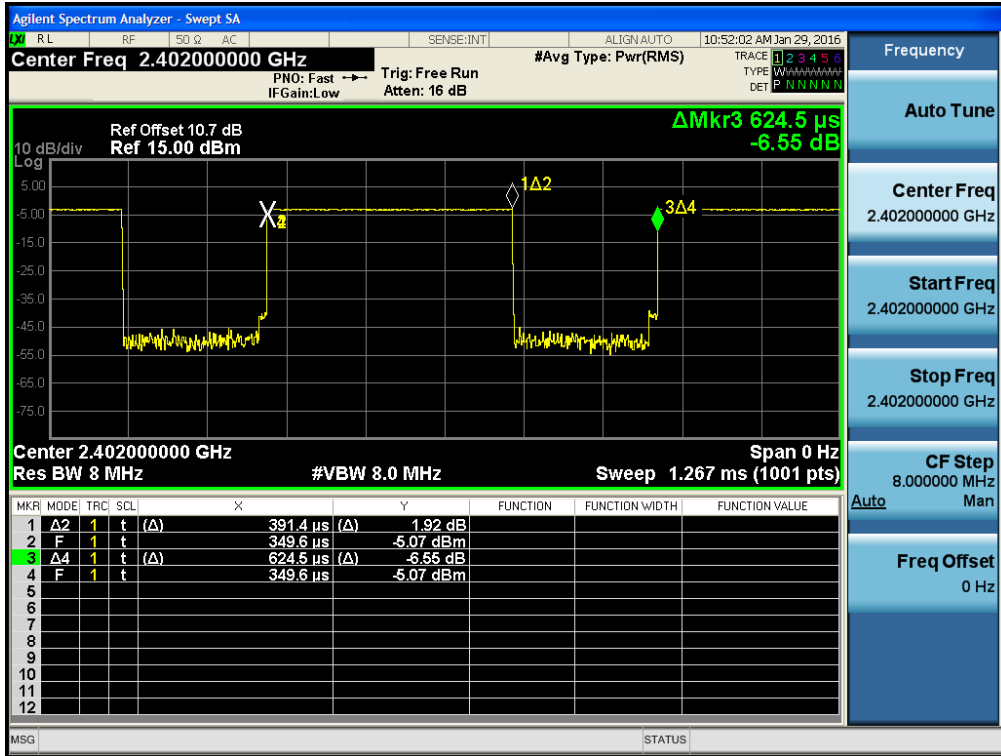 Agilent Spectrum Analyzer - Swept SA
LXI RL RF 50 Ω AC SENSE:INT ALIGN AUTO 10:52:02 AM Jan 29, 2016
Center Freq 2.402000000 GHz #Avg Type: Pwr(RMS) TRACE 1 2 3 4 5 6
PNO: Fast Trig: Free Run TYPE W
IFGain:Low Atten: 16 dB DET P N N N N N
Frequency
Auto Tune
Center Freq
2.402000000 GHz
Start Freq
2.402000000 GHz
Stop Freq
2.402000000 GHz
CF Step
8.000000 MHz
Auto Man
Freq Offset
0 Hz
ΔMkr3 624.5 µs
-6.55 dB
Ref Offset 10.7 dB
10 dB/div Ref 15.00 dBm
Log
5.00
-5.00
-15.0
-25.0
-35.0
-45.0
-55.0
-65.0
-75.0
1Δ2
3Δ4
Center 2.402000000 GHz Span 0 Hz
Res BW 8 MHz #VBW 8.0 MHz Sweep 1.267 ms (1001 pts)
MKR MODE TRC SCL X Y FUNCTION FUNCTION WIDTH FUNCTION VALUE
1 Δ2 1 t (Δ) 391.4 µs (Δ) 1.92 dB
2 F 1 t 349.6 µs -5.07 dBm
3 Δ4 1 t (Δ) 624.5 µs (Δ) -6.55 dB
4 F 1 t 349.6 µs -5.07 dBm
5
6
7
8
9
10
11
12
MSG STATUS